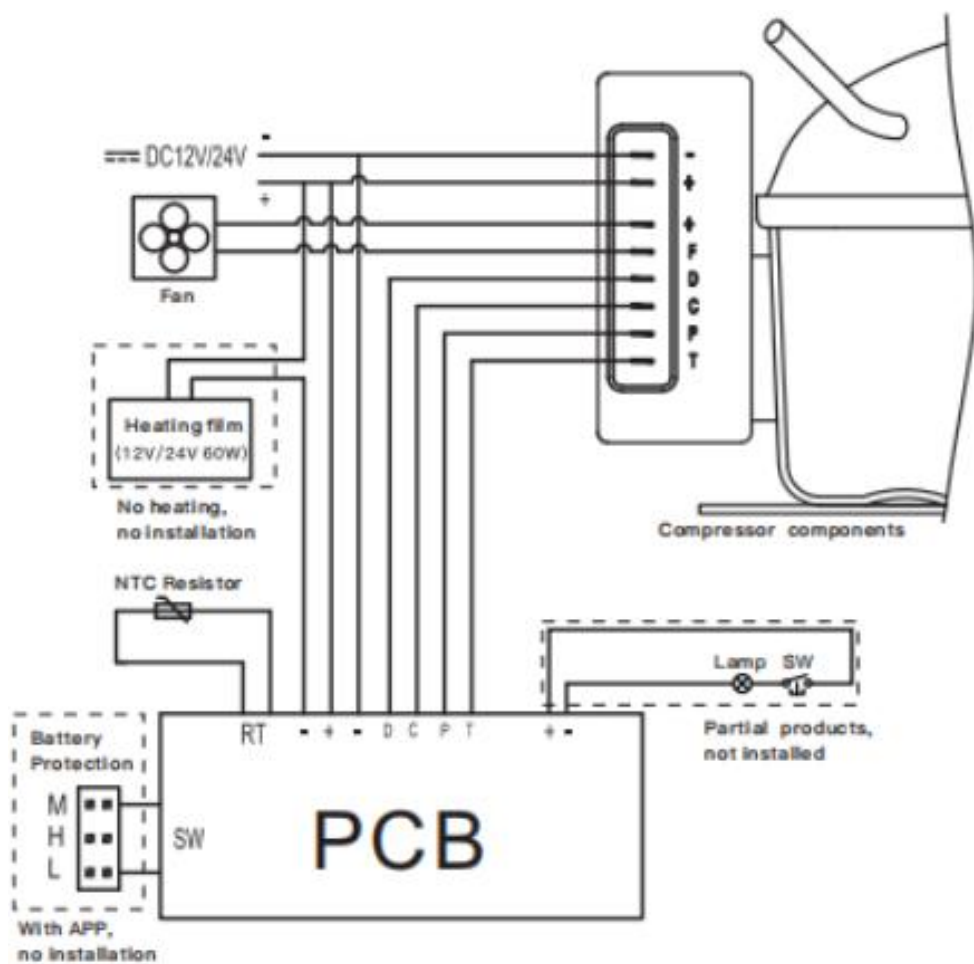 -
DC12V/24V
+
-
+
+
F
D
C
P
T
Fan
Heating film
(12V/24V 60W)
No heating,
no installation
Compressor components
NTC Resistor
Lamp SW
Partial products,
not installed
RT - + - D C P T + -
Battery
Protection
M
H
L
SW
PCB
With APP,
no installation